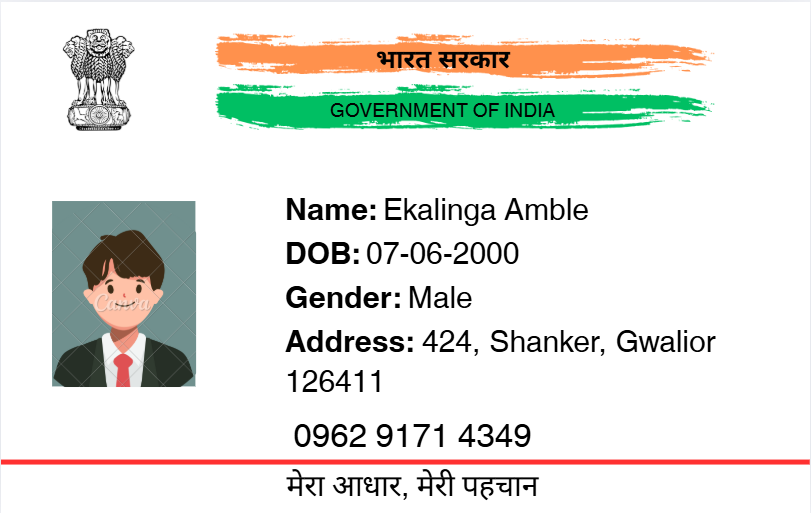 भारत सरकार
GOVERNMENT OF INDIA
Name: Ekalinga Amble
DOB: 07-06-2000
Canva
Gender: Male
Address: 424, Shanker, Gwalior
126411
0962 9171 4349
मेरा आधार, मेरी पहचान